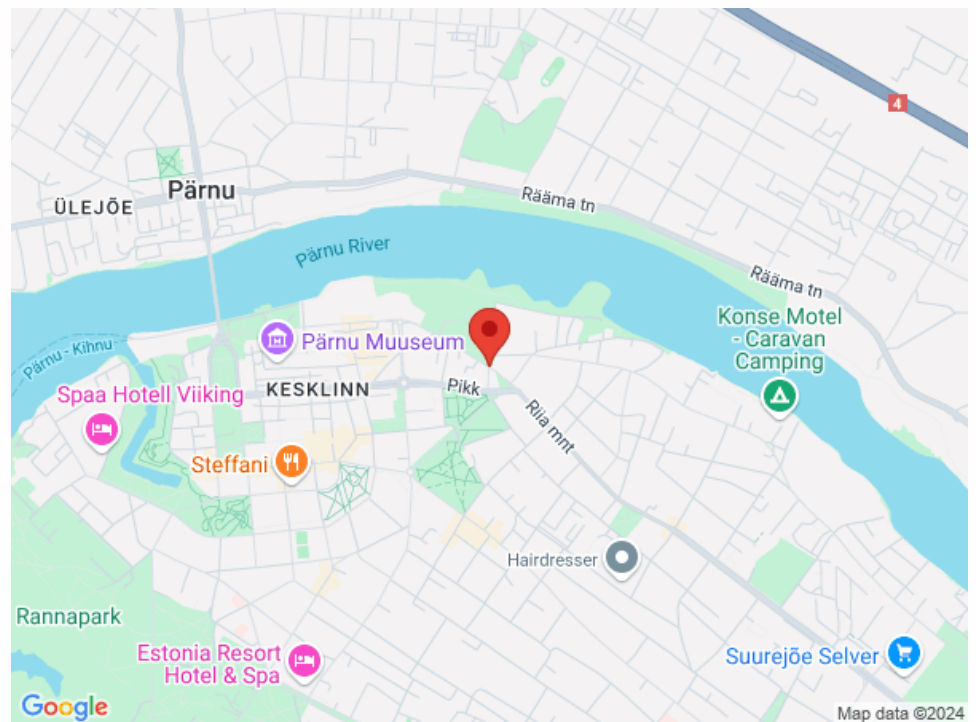 4
Rääma tn
Pärnu
ÜLEJÕE
Pärnu River
Rääma tn
Konse Motel
- Caravan
Camping
Pärnu Muuseum
Pärnu - Kihnu
KESKLINN
Pikk
Spaa Hotell Viiking
Riia mnt
Steffani
Hairdresser
Rannapark
Estonia Resort
Hotel & Spa
Suurejõe Selver
Google
Map data ©2024